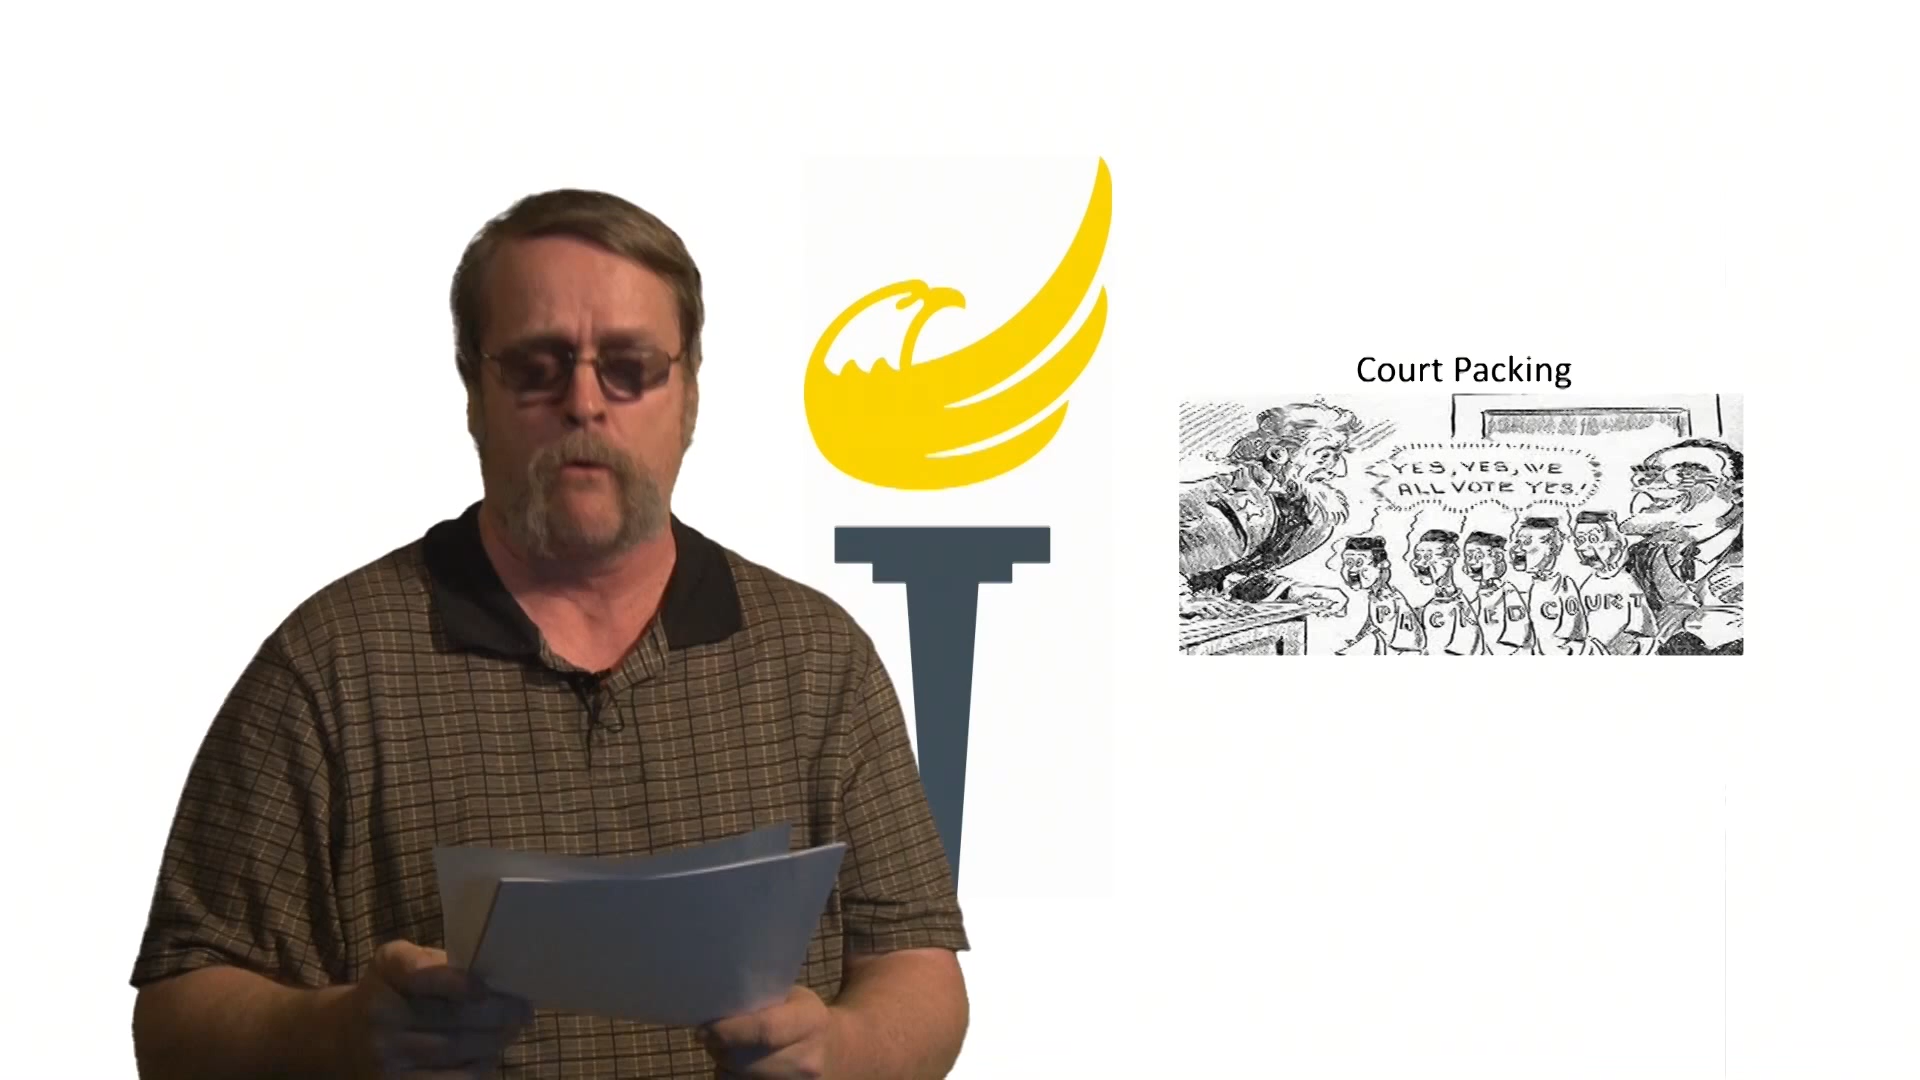 Court Packing
YES, YES, WE
ALL VOTE YES!
PACKED COURT